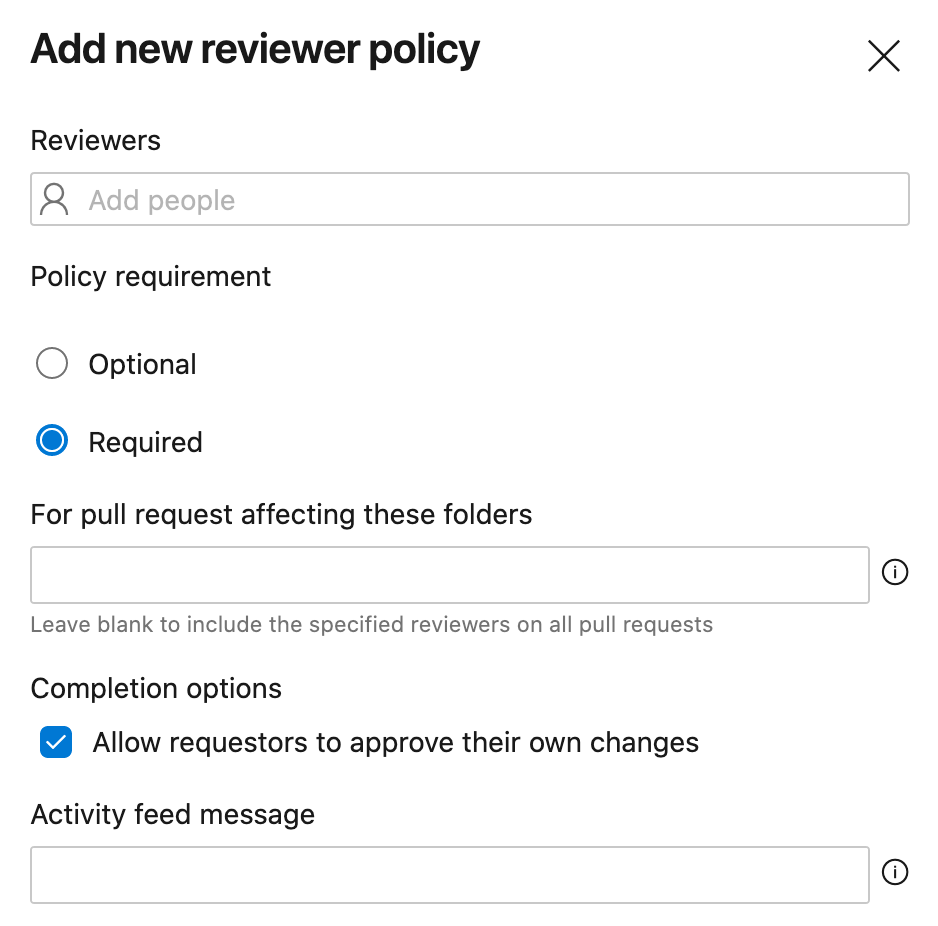 Add new reviewer policy
Reviewers
Add people
Policy requirement
Optional
Required
For pull request affecting these folders
Leave blank to include the specified reviewers on all pull requests
Completion options
Allow requestors to approve their own changes
Activity feed message